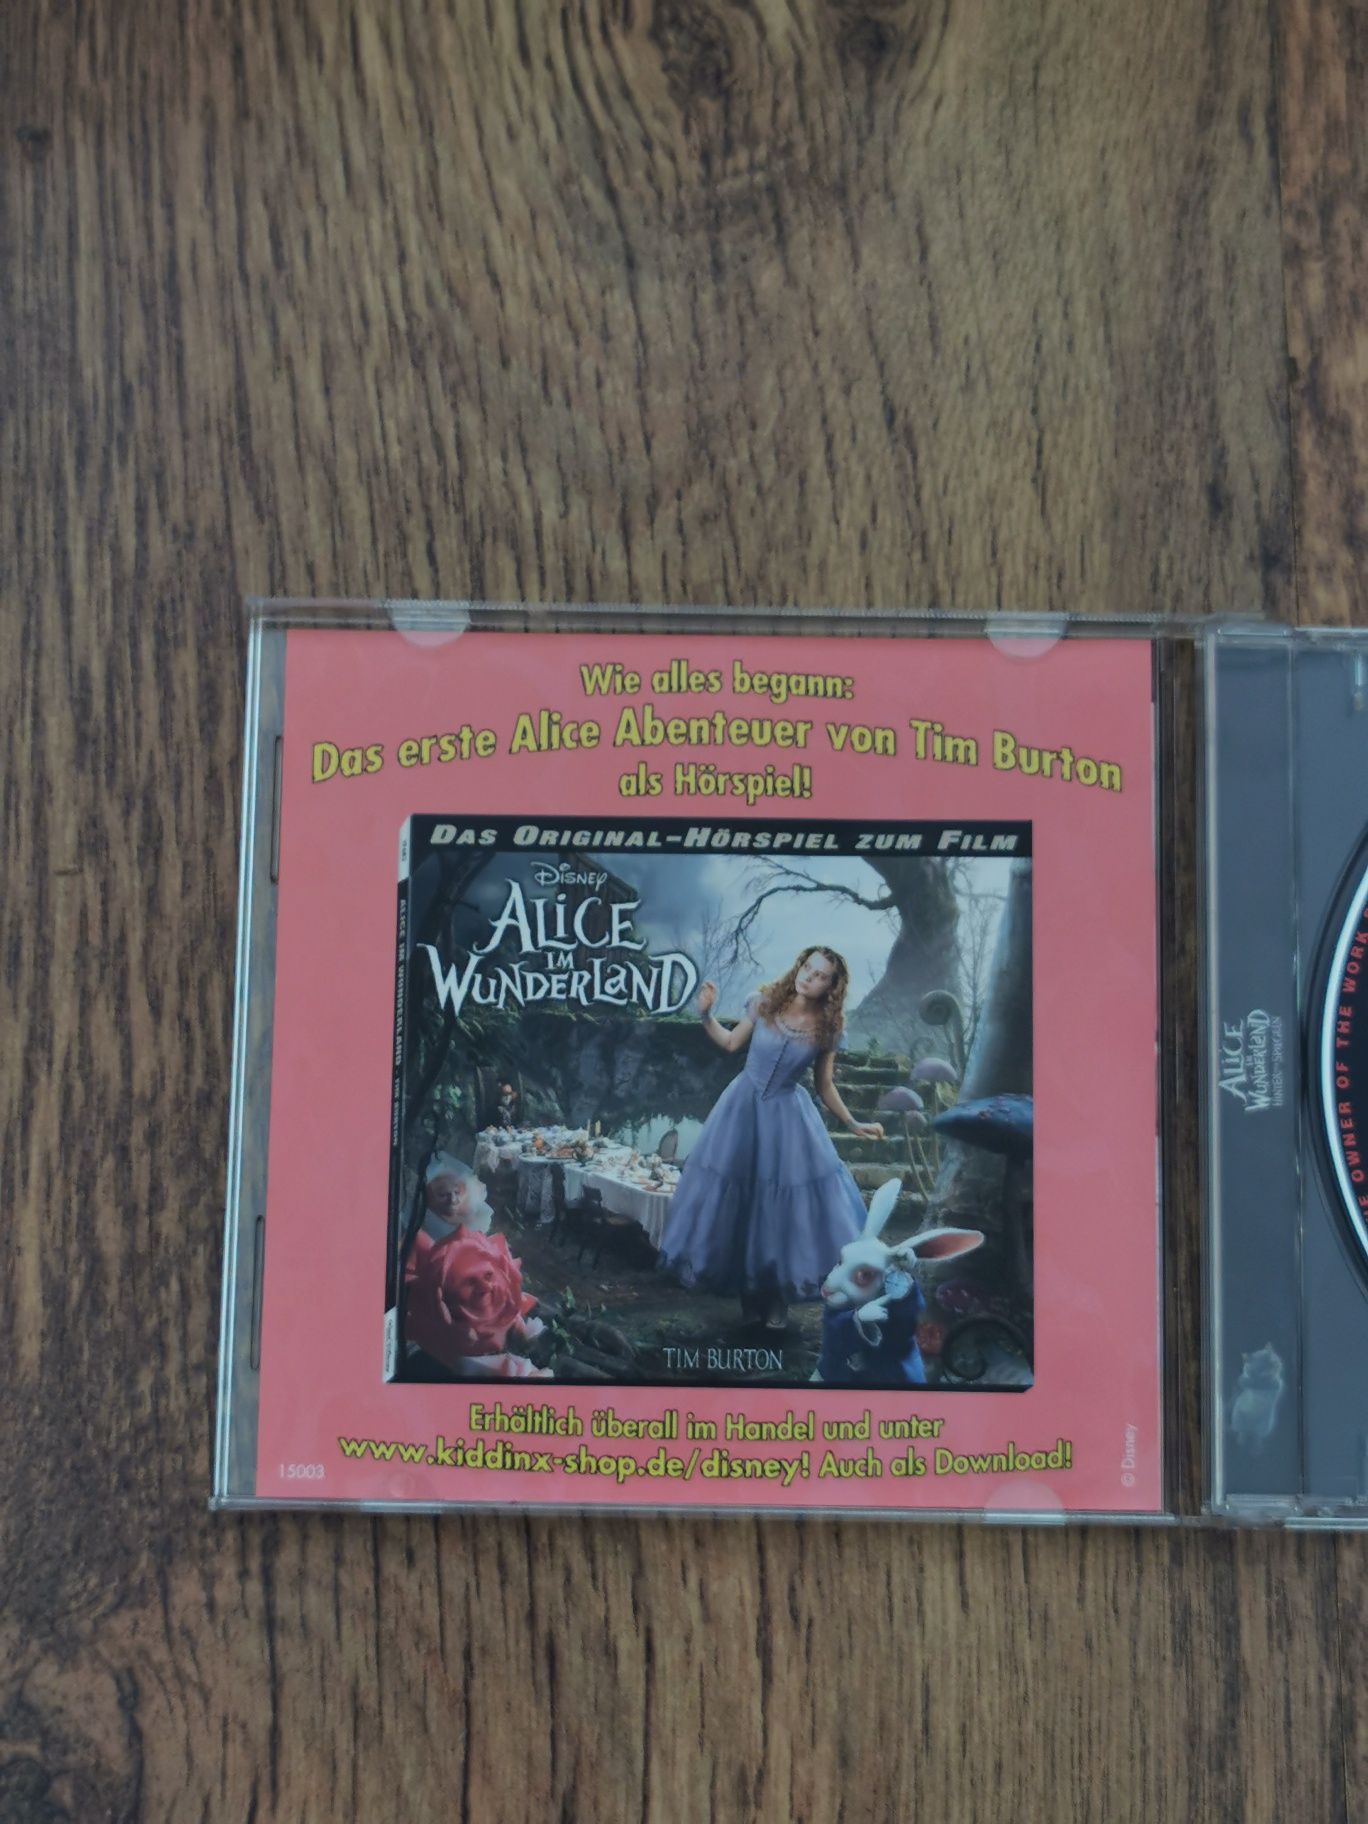 Wie alles begann:
Das erste Alice Abenteuer von Tim Burton
als Hörspiel!
DAS ORIGINAL-HÖRSPIEL ZUM FILM
DISNEY
ALICE
IM
WUNDERLAND
ALICE IM WUNDERLAND - TIM BURTON
TIM BURTON
Erhältlich überall im Handel und unter
www.kiddinx-shop.de/disney! Auch als Download!
15003
© Disney
ALICE
IM
WUNDERLAND
HINTER DEN SPIEGELN
OWNER OF THE WORK